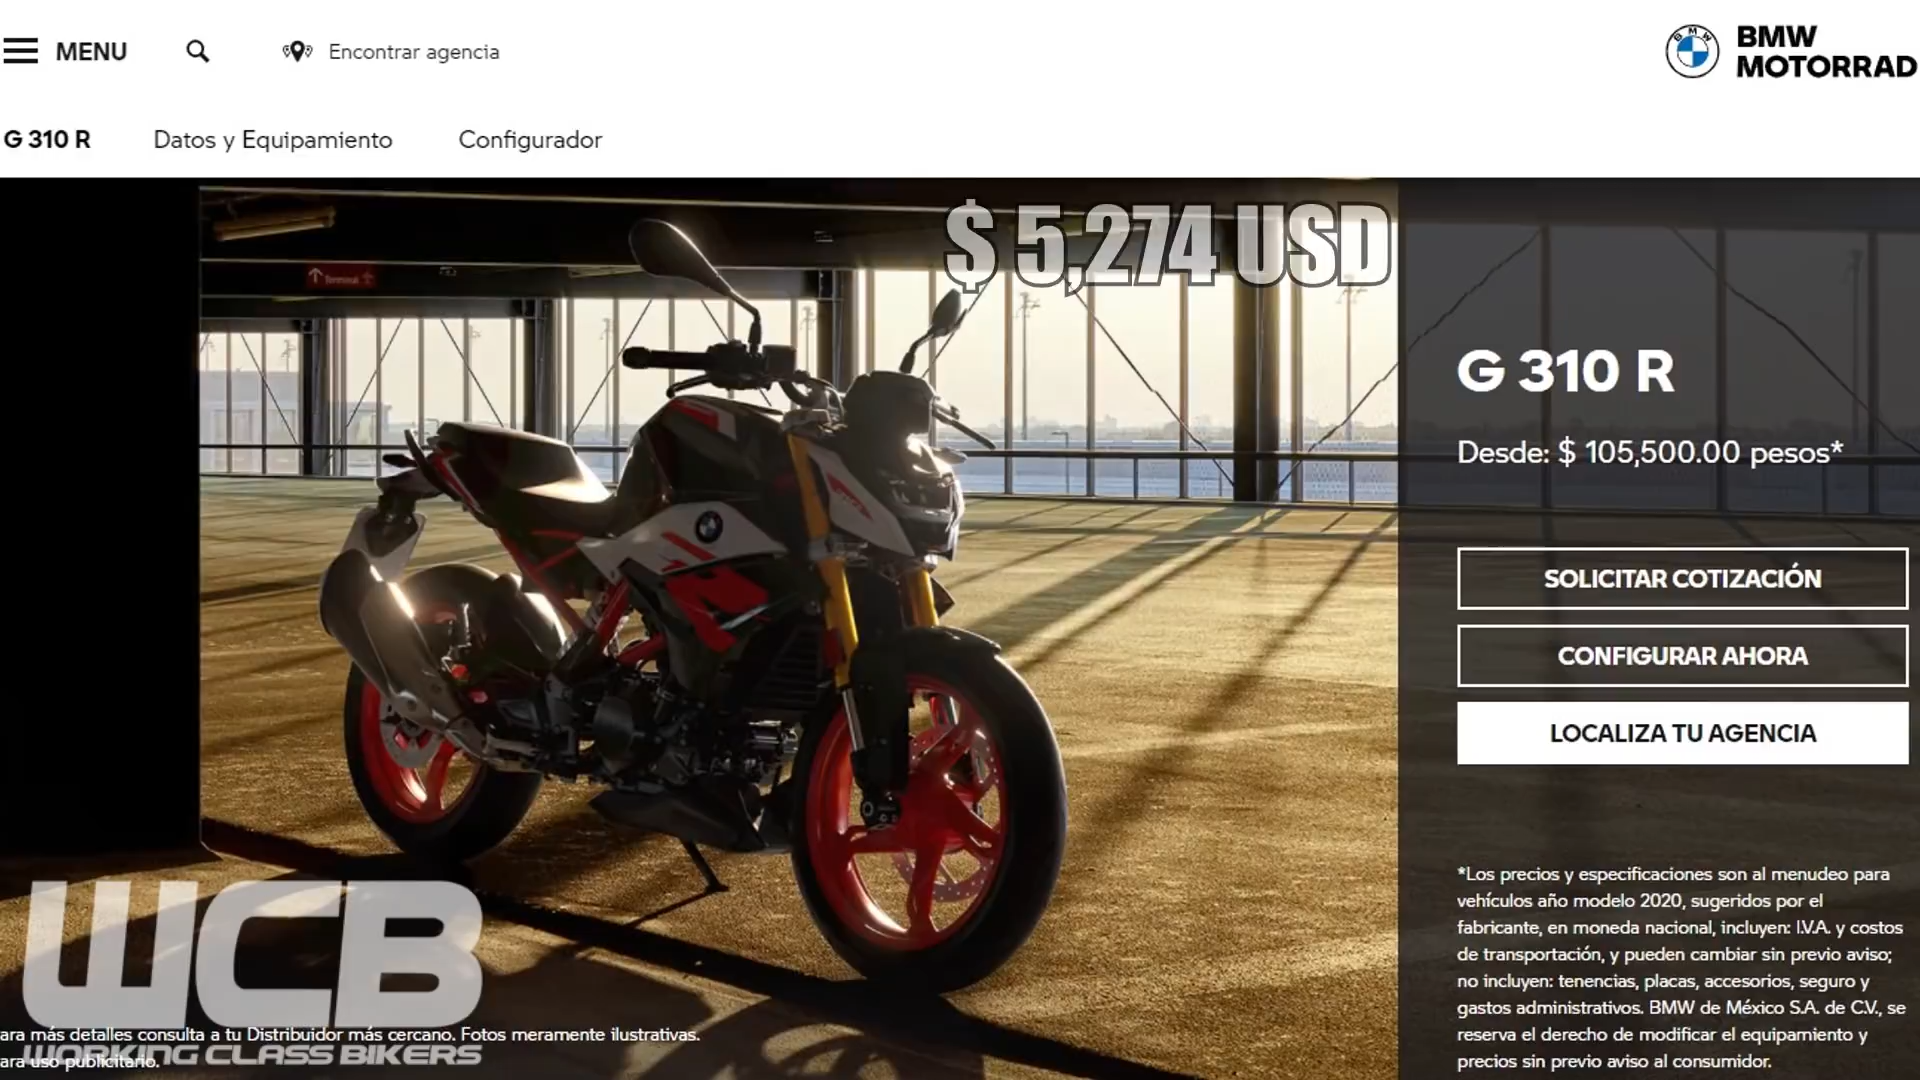 MENU
Encontrar agencia
BMW
MOTORRAD
G 310 R
Datos y Equipamiento
Configurador
$ 5,274 USD
Terminal
G 310 R
Desde: $ 105,500.00 pesos*
SOLICITAR COTIZACIÓN
CONFIGURAR AHORA
LOCALIZA TU AGENCIA
*Los precios y especificaciones son al menudeo para
vehículos año modelo 2020, sugeridos por el
fabricante, en moneda nacional, incluyen: I.V.A. y costos
de transportación, y pueden cambiar sin previo aviso;
no incluyen: tenencias, placas, accesorios, seguro y
gastos administrativos. BMW de México S.A. de C.V., se
reserva el derecho de modificar el equipamiento y
precios sin previo aviso al consumidor.
WCB
ara más detalles consulta a tu Distribuidor más cercano. Fotos meramente ilustrativas.
WORKING CLASS BIKERS
ara uso publicitario.